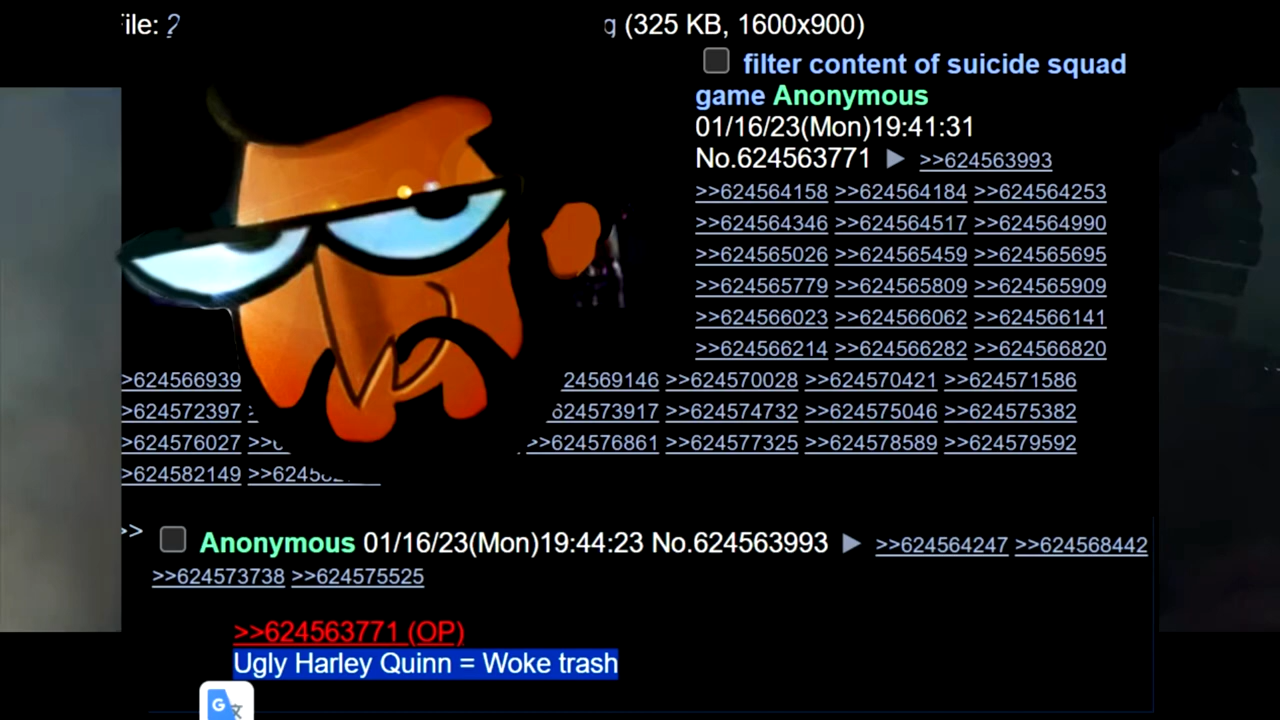 ile: ?
(325 KB, 1600x900)
filter content of suicide squad
game Anonymous
01/16/23(Mon)19:41:31
No.624563771 ▶ >>624563993
>>624564158 >>624564184 >>624564253
>>624564346 >>624564517 >>624564990
>>624565026 >>624565459 >>624565695
>>624565779 >>624565809 >>624565909
>>624566023 >>624566062 >>624566141
>>624566214 >>624566282 >>624566820
>624566939 24569146 >>624570028 >>624570421 >>624571586
>624572397 624573917 >>624574732 >>624575046 >>624575382
>624576027 >>624576861 >>624577325 >>624578589 >>624579592
>624582149
>> Anonymous 01/16/23(Mon)19:44:23 No.624563993 ▶ >>624564247 >>624568442
>>624573738 >>624575525
>>624563771 (OP)
Ugly Harley Quinn = Woke trash
G